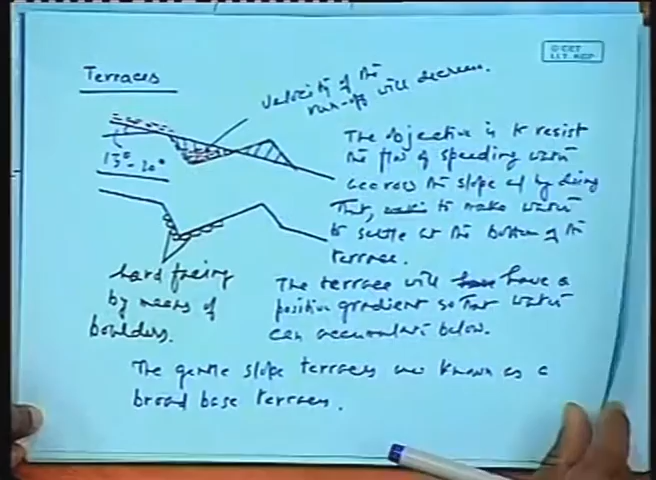 © CET
I.I.T. KGP
Terraces
velocity of the
run-off will decrease.
13° - 20°
The objective is to resist
the flow of speeding water
across the slope and by doing
that, to make water
to settle at the bottom of the
terrace.
hard facing
by means of
boulders.
The terrace will have a
positive gradient so that water
can accumulate below.
The gentle slope terraces are known as a
broad base terraces.